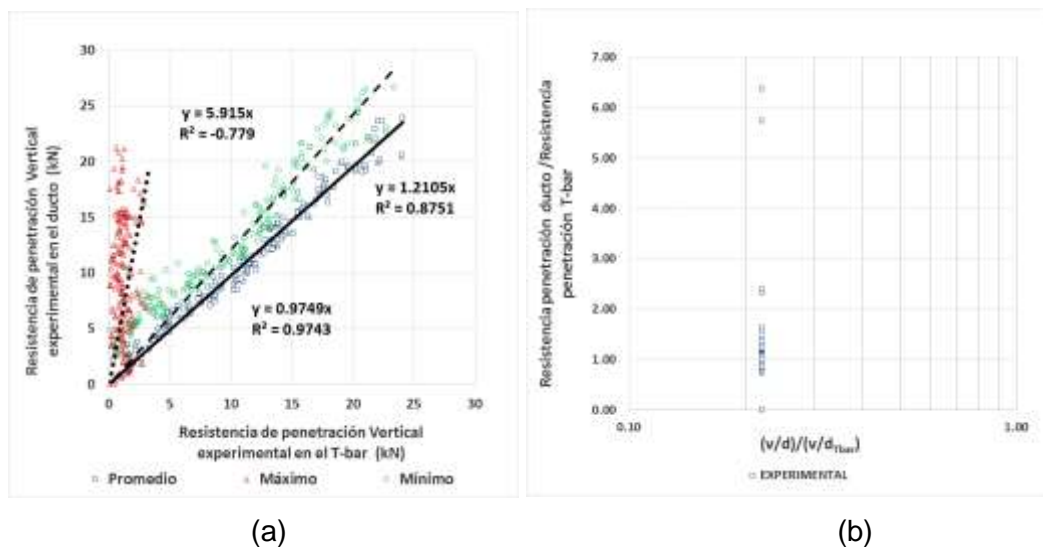 30
25
20
15
10
5
0
0
5
10
15
20
25
30
Resistencia de penetración Vertical
experimental en el ducto (kN)
y = 5.915x
R² = -0.779
y = 1.2105x
R² = 0.8751
y = 0.9749x
R² = 0.9743
Resistencia de penetración Vertical
experimental en el T-bar (kN)
Promedio
Máximo
Mínimo
(a)
7.00
6.00
5.00
4.00
3.00
2.00
1.00
0.00
0.10
1.00
Resistencia penetración ducto /Resistencia
penetración T-bar
(v/d)/(v/dTbar)
EXPERIMENTAL
(b)